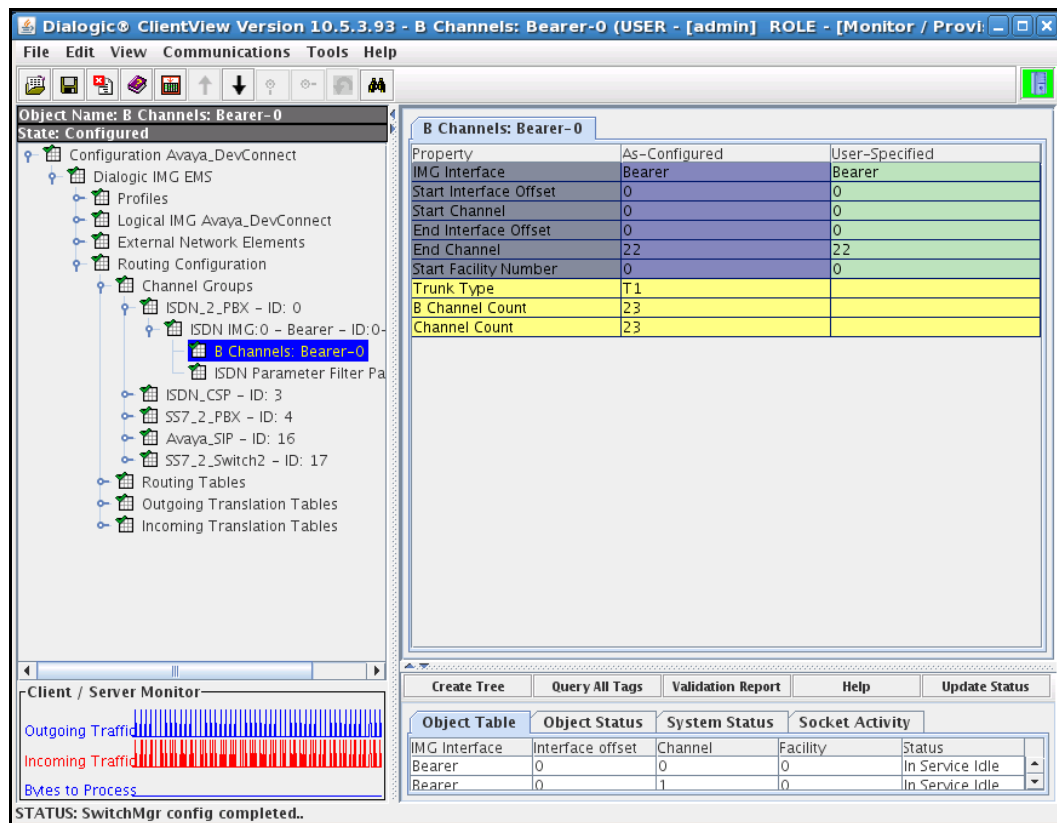 Dialogic® ClientView Version 10.5.3.93 - B Channels: Bearer-0 (USER - [admin] ROLE - [Monitor / Provi:
File Edit View Communications Tools Help
Object Name: B Channels: Bearer-0
State: Configured
Configuration Avaya_DevConnect
Dialogic IMG EMS
Profiles
Logical IMG Avaya_DevConnect
External Network Elements
Routing Configuration
Channel Groups
ISDN_2_PBX - ID: 0
ISDN IMG:0 - Bearer - ID:0-
B Channels: Bearer-0
ISDN Parameter Filter Pa
ISDN_CSP - ID: 3
SS7_2_PBX - ID: 4
Avaya_SIP - ID: 16
SS7_2_Switch2 - ID: 17
Routing Tables
Outgoing Translation Tables
Incoming Translation Tables
Client / Server Monitor
Outgoing Traffic
Incoming Traffic
Bytes to Process
B Channels: Bearer-0
Property As-Configured User-Specified
IMG Interface Bearer Bearer
Start Interface Offset 0 0
Start Channel 0 0
End Interface Offset 0 0
End Channel 22 22
Start Facility Number 0 0
Trunk Type T1
B Channel Count 23
Channel Count 23
Create Tree Query All Tags Validation Report Help Update Status
Object Table Object Status System Status Socket Activity
IMG Interface Interface offset Channel Facility Status
Bearer 0 0 0 In Service Idle
Bearer 0 1 0 In Service Idle
STATUS: SwitchMgr config completed..